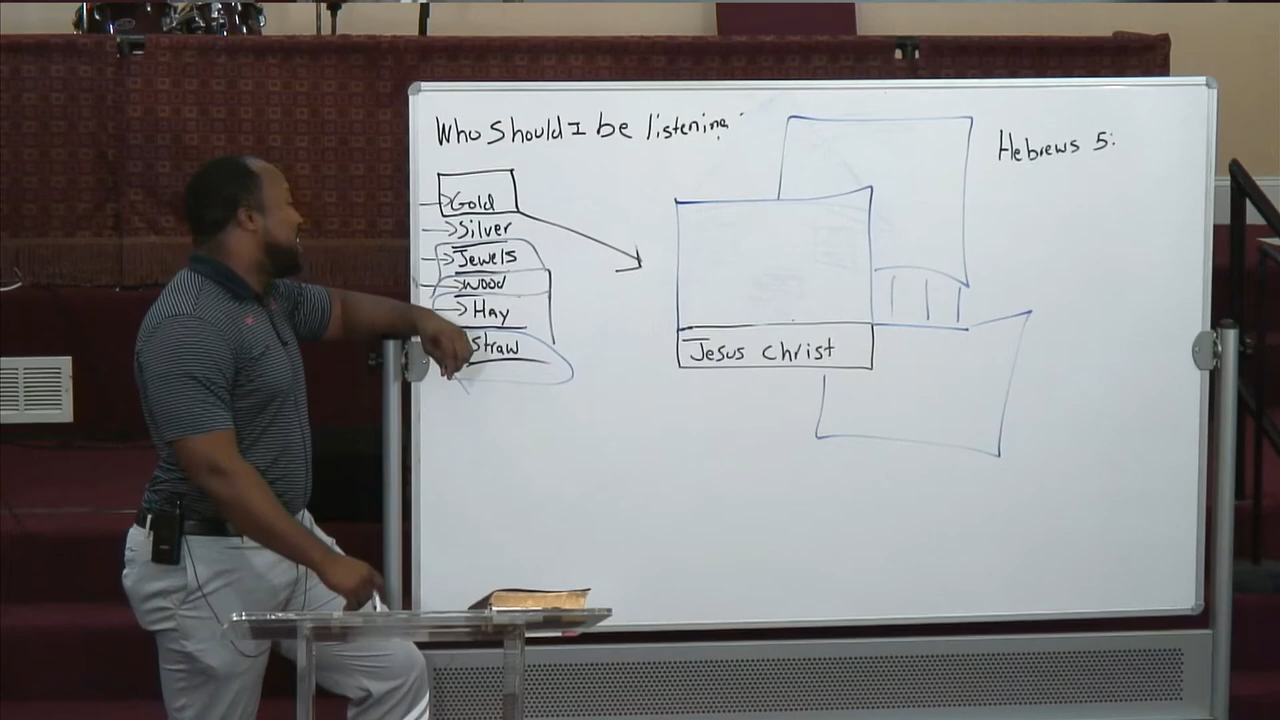 Who Should I be listening
Hebrews 5:
Gold
Silver
Jewels
Wood
Hay
Straw
Jesus Christ